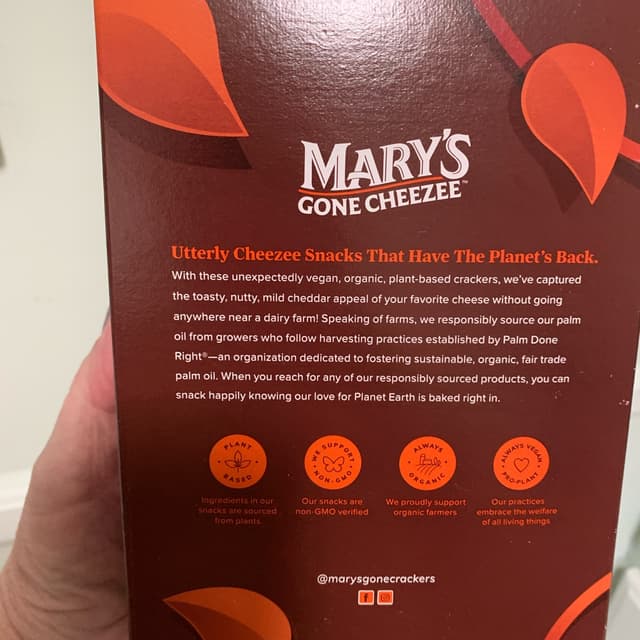 MARY'S
GONE CHEEZEE™
Utterly Cheezee Snacks That Have The Planet's Back.
With these unexpectedly vegan, organic, plant-based crackers, we've captured
the toasty, nutty, mild cheddar appeal of your favorite cheese without going
anywhere near a dairy farm! Speaking of farms, we responsibly source our palm
oil from growers who follow harvesting practices established by Palm Done
Right®—an organization dedicated to fostering sustainable, organic, fair trade
palm oil. When you reach for any of our responsibly sourced products, you can
snack happily knowing our love for Planet Earth is baked right in.
PLANT BASED
Ingredients in our
snacks are sourced
from plants.
WE SUPPORT NON-GMO
Our snacks are
non-GMO verified
ALWAYS ORGANIC
We proudly support
organic farmers
ALWAYS VEGAN PRO-PLANT
Our practices
embrace the welfare
of all living things
@marysgonecrackers